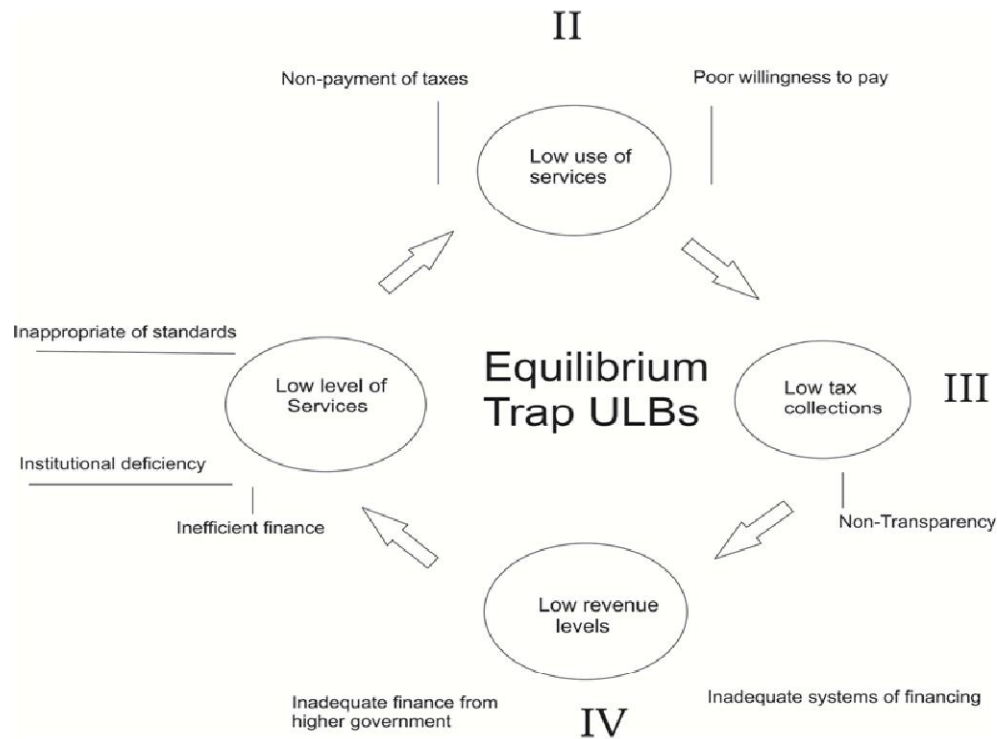 II
Non-payment of taxes
Poor willingness to pay
Low use of
services
Inappropriate of standards
Low level of
Services
Equilibrium
Trap ULBs
Low tax
collections
III
Institutional deficiency
Inefficient finance
Non-Transparency
Low revenue
levels
Inadequate finance from
higher government
IV
Inadequate systems of financing